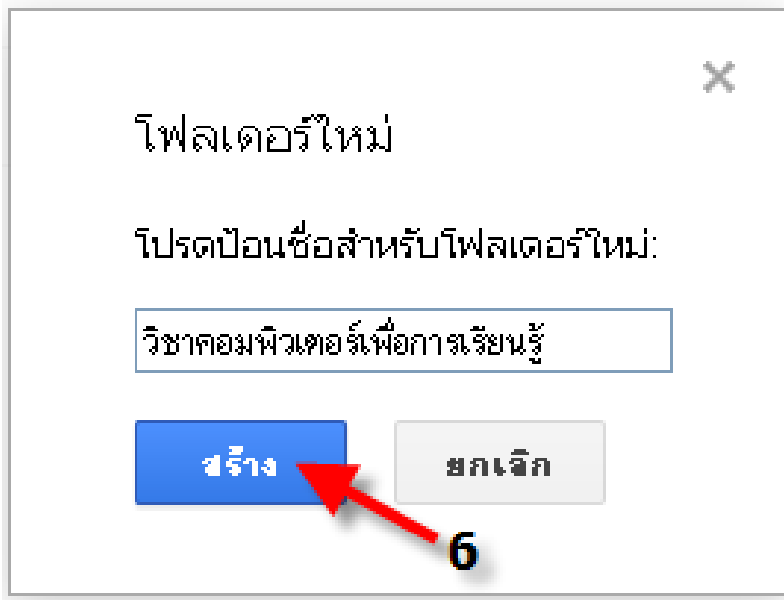 โฟลเดอร์ใหม่
โปรดป้อนชื่อสำหรับโฟลเดอร์ใหม่:
วิชาคอมพิวเตอร์เพื่อการเรียนรู้
สร้าง ยกเลิก
6